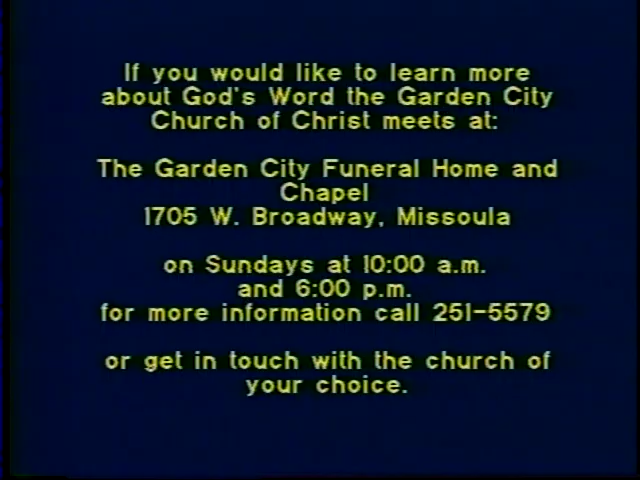 If you would like to learn more
about God's Word the Garden City
Church of Christ meets at:
The Garden City Funeral Home and
Chapel
1705 W. Broadway, Missoula
on Sundays at 10:00 a.m.
and 6:00 p.m.
for more information call 251-5579
or get in touch with the church of
your choice.